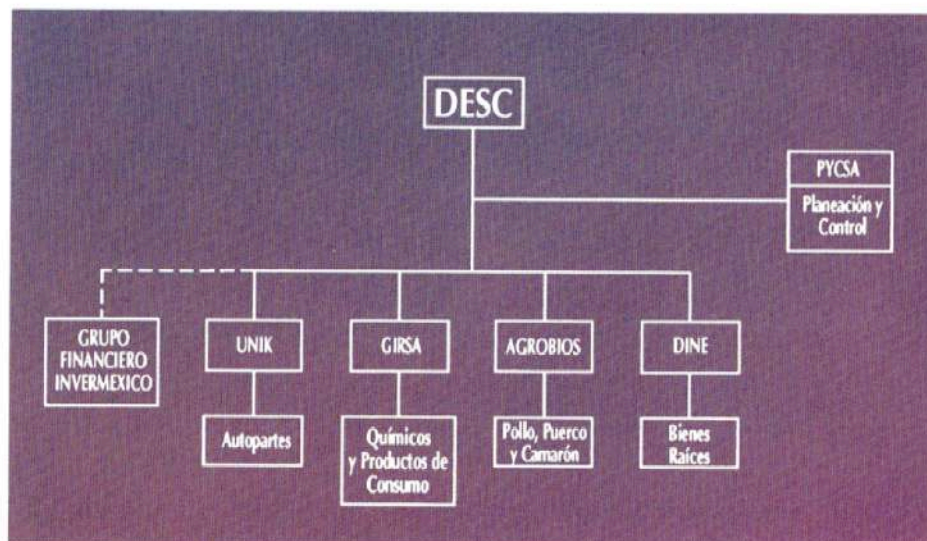 DESC
PYCSA
Planeación y
Control
GRUPO
FINANCIERO
INVERMEXICO
UNIK
GIRSA
AGROBIOS
DINE
Autopartes
Químicos
y Productos de
Consumo
Pollo, Puerco
y Camarón
Bienes
Raíces